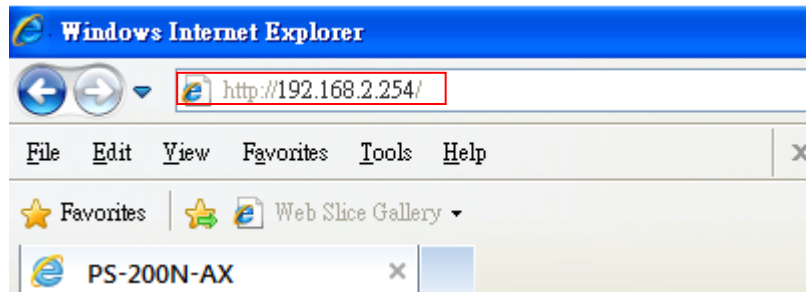 Windows Internet Explorer
http://192.168.2.254/
File Edit View Favorites Tools Help
Favorites Web Slice Gallery
PS-200N-AX